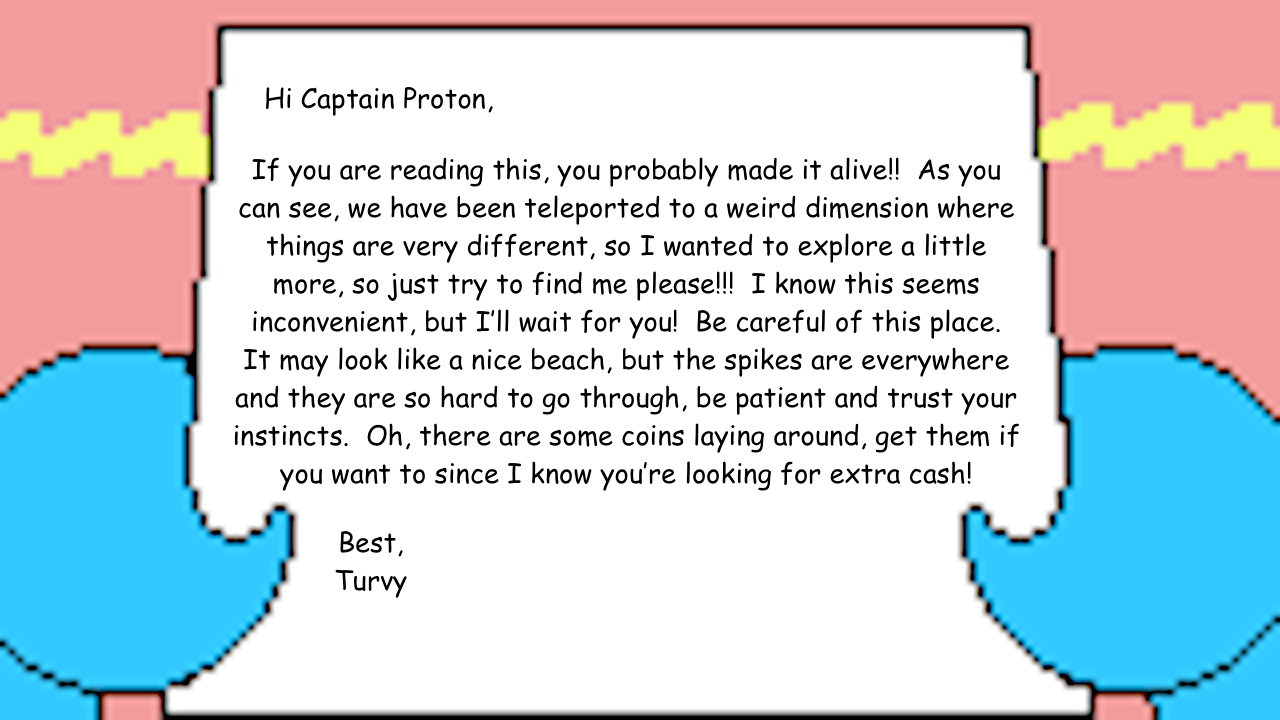 Hi Captain Proton,
If you are reading this, you probably made it alive!!  As you
can see, we have been teleported to a weird dimension where
things are very different, so I wanted to explore a little
more, so just try to find me please!!!  I know this seems
inconvenient, but I'll wait for you!  Be careful of this place.
It may look like a nice beach, but the spikes are everywhere
and they are so hard to go through, be patient and trust your
instincts.  Oh, there are some coins laying around, get them if
you want to since I know you're looking for extra cash!
Best,
Turvy